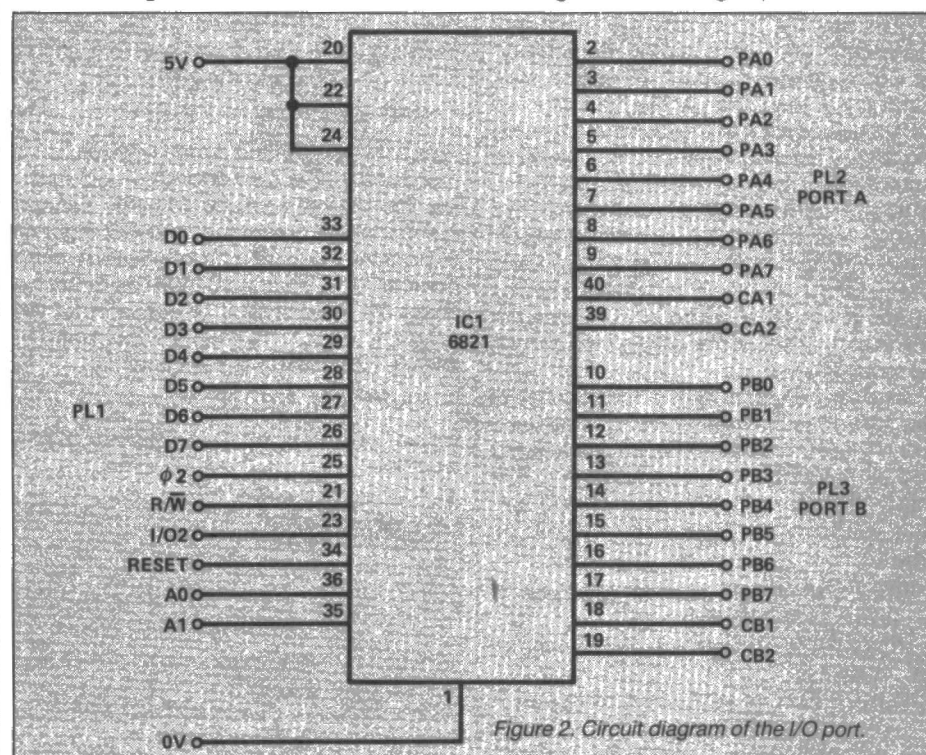 5V
20
22
24
D0
33
D1
32
D2
31
D3
30
D4
29
D5
28
D6
27
D7
26
φ2
25
R/W̅
21
I/O2
23
RESET
34
A0
36
A1
35
PL1
IC1
6821
2
PA0
3
PA1
4
PA2
5
PA3
6
PA4
7
PA5
8
PA6
9
PA7
40
CA1
39
CA2
PL2
PORT A
10
PB0
11
PB1
12
PB2
13
PB3
14
PB4
15
PB5
16
PB6
17
PB7
18
CB1
19
CB2
PL3
PORT B
1
0V
Figure 2. Circuit diagram of the I/O port.